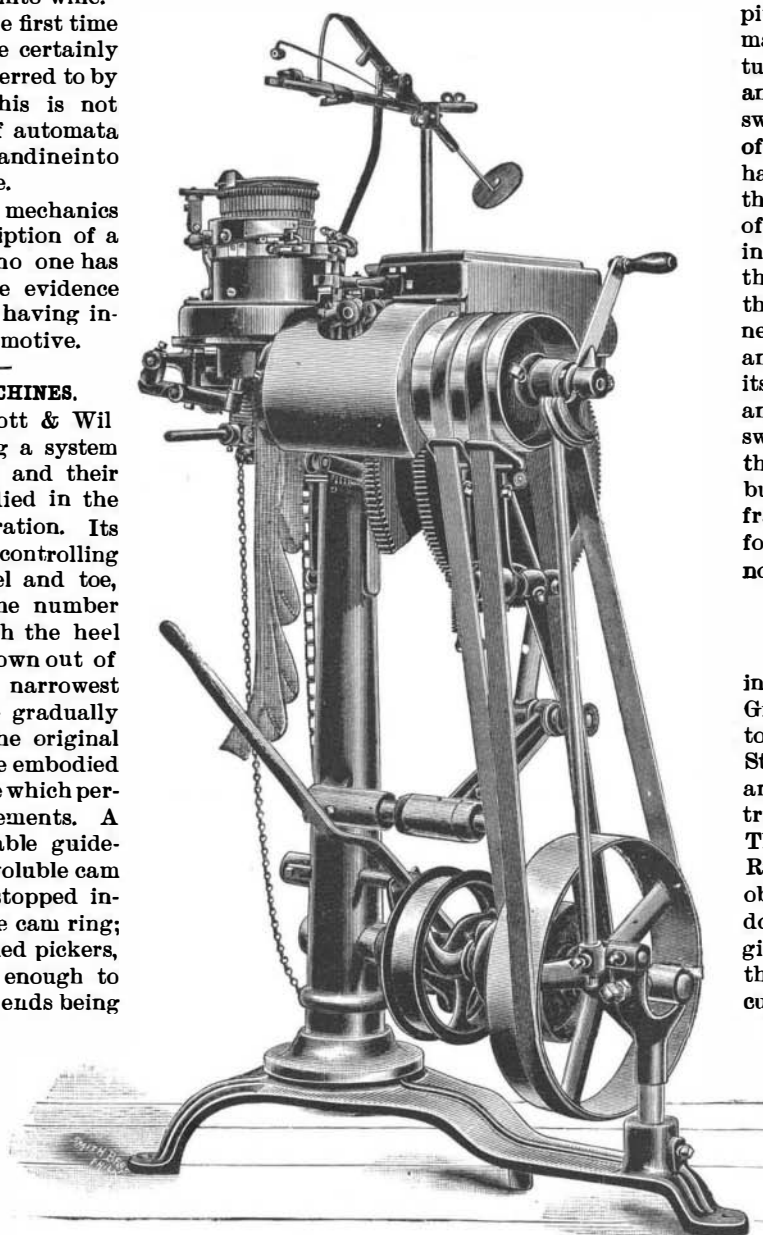 into wine.
e first time
e certainly
erred to by
his is not
f automata
andineinto
e.
mechanics
iption of a
no one has
e evidence
having in-
motive.
CHINES.
ott & Wil
g a system
and their
lied in the
ration. Its
controlling
el and toe,
he number
h the heel
own out of
narrowest
gradually
he original
e embodied
e which per-
ements. A
able guide-
voluble cam
stopped in-
e cam ring;
ed pickers,
enough to
ends being
pi
ma
tu
an
sw
of
ha
th
of
in
th
th
ne
an
its
an
sw
th
bu
fr
fo
no
in
G
to
St
an
tr
T
R
ob
do
gi
th
cu